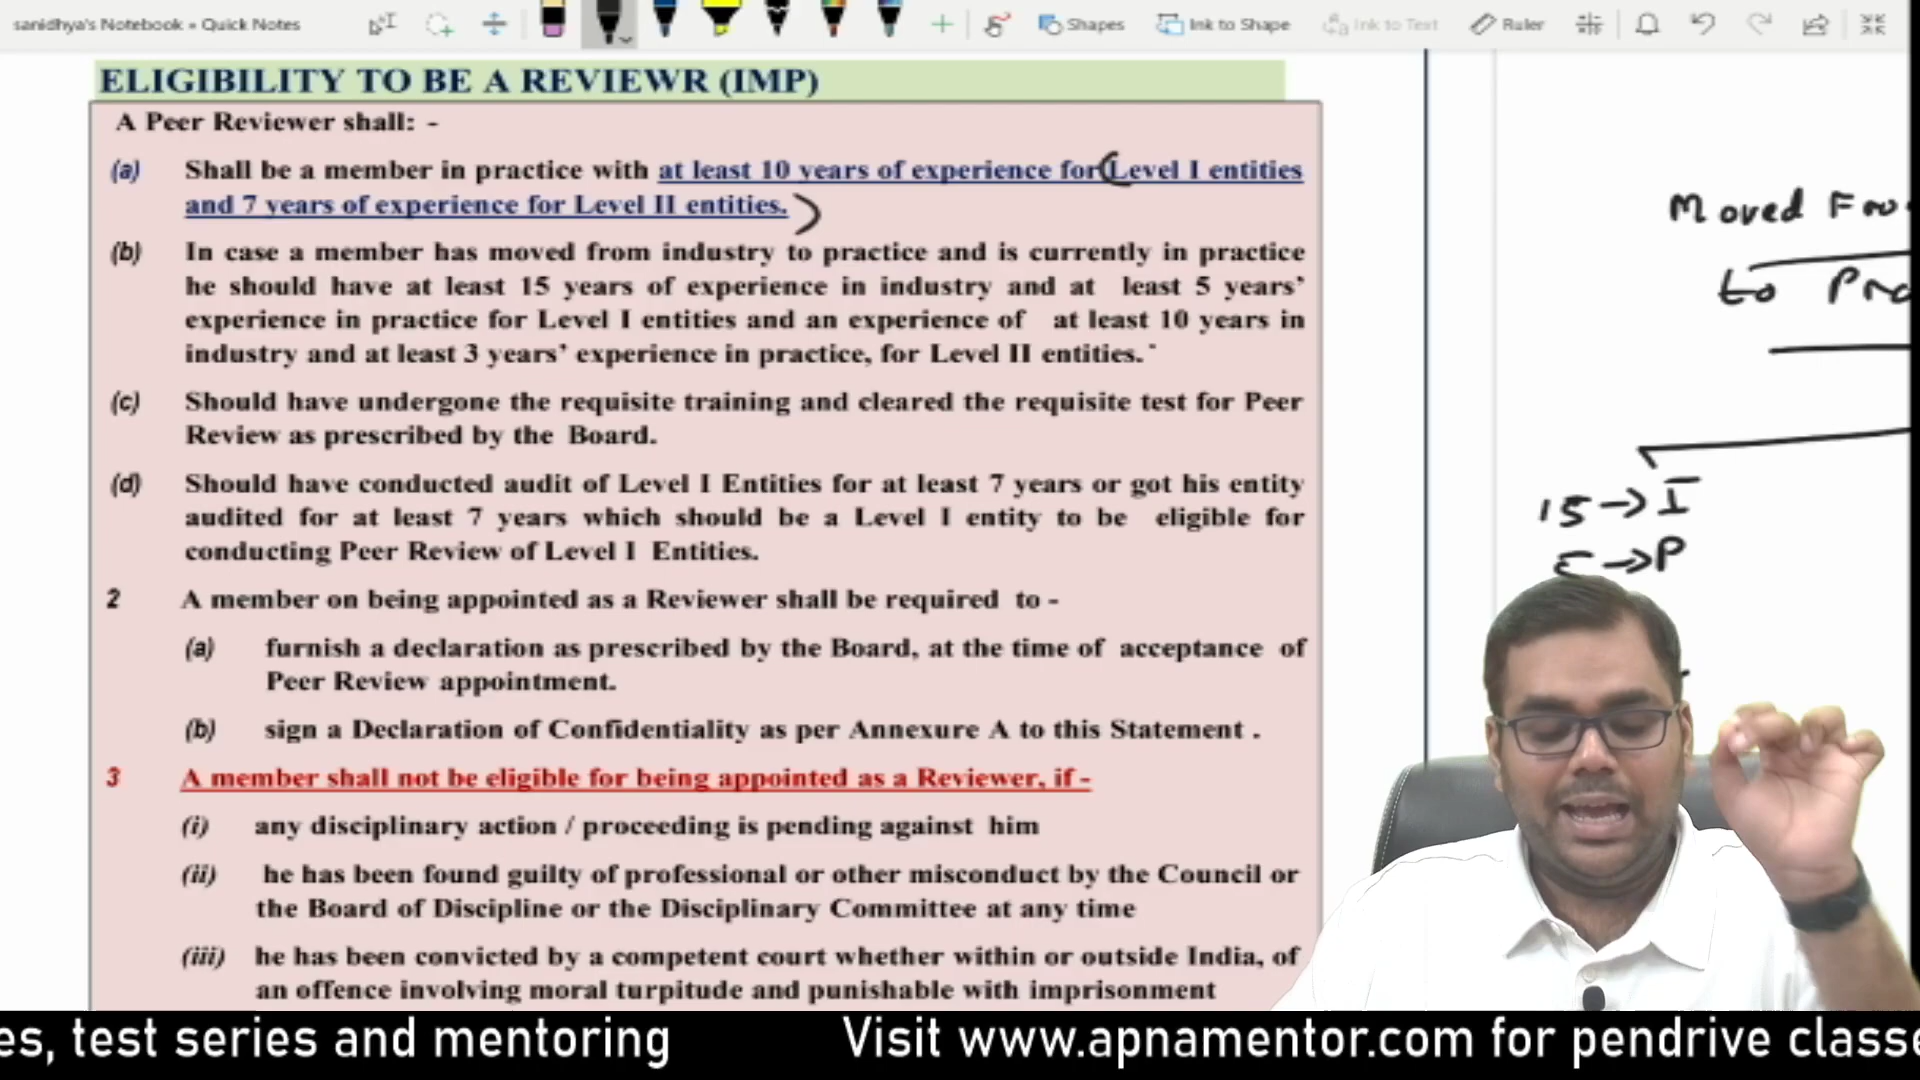 sanidhya's Notebook » Quick Notes
Shapes
Ink to Shape
Ink to Text
Ruler
ELIGIBILITY TO BE A REVIEWR (IMP)
A Peer Reviewer shall: -
(a) Shall be a member in practice with at least 10 years of experience for Level I entities
and 7 years of experience for Level II entities.
(b) In case a member has moved from industry to practice and is currently in practice
he should have at least 15 years of experience in industry and at least 5 years’
experience in practice for Level I entities and an experience of at least 10 years in
industry and at least 3 years’ experience in practice, for Level II entities.
(c) Should have undergone the requisite training and cleared the requisite test for Peer
Review as prescribed by the Board.
(d) Should have conducted audit of Level I Entities for at least 7 years or got his entity
audited for at least 7 years which should be a Level I entity to be eligible for
conducting Peer Review of Level I Entities.
2 A member on being appointed as a Reviewer shall be required to -
(a) furnish a declaration as prescribed by the Board, at the time of acceptance of
Peer Review appointment.
(b) sign a Declaration of Confidentiality as per Annexure A to this Statement .
3 A member shall not be eligible for being appointed as a Reviewer, if -
(i) any disciplinary action / proceeding is pending against him
(ii) he has been found guilty of professional or other misconduct by the Council or
the Board of Discipline or the Disciplinary Committee at any time
(iii) he has been convicted by a competent court whether within or outside India, of
an offence involving moral turpitude and punishable with imprisonment
Moved
to
15 → I
→ P
es, test series and mentoring
Visit www.apnamentor.com for pendrive classe